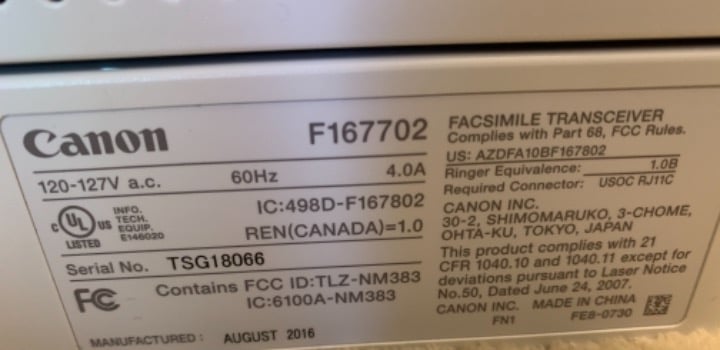 Canon F167702
120-127V a.c. 60Hz 4.0A
C UL US LISTED
INFO.
TECH.
EQUIP.
E146020
IC:498D-F167802
REN(CANADA)=1.0
Serial No. TSG18066
FC Contains FCC ID:TLZ-NM383
IC:6100A-NM383
MANUFACTURED: AUGUST 2016
FACSIMILE TRANSCEIVER
Complies with Part 68, FCC Rules.
US: AZDFA10BF167802
Ringer Equivalence: 1.0B
Required Connector: USOC RJ11C
CANON INC.
30-2, SHIMOMARUKO, 3-CHOME,
OHTA-KU, TOKYO, JAPAN
This product complies with 21
CFR 1040.10 and 1040.11 except for
deviations pursuant to Laser Notice
No.50, Dated June 24, 2007.
CANON INC. MADE IN CHINA
FN1 FE8-0730